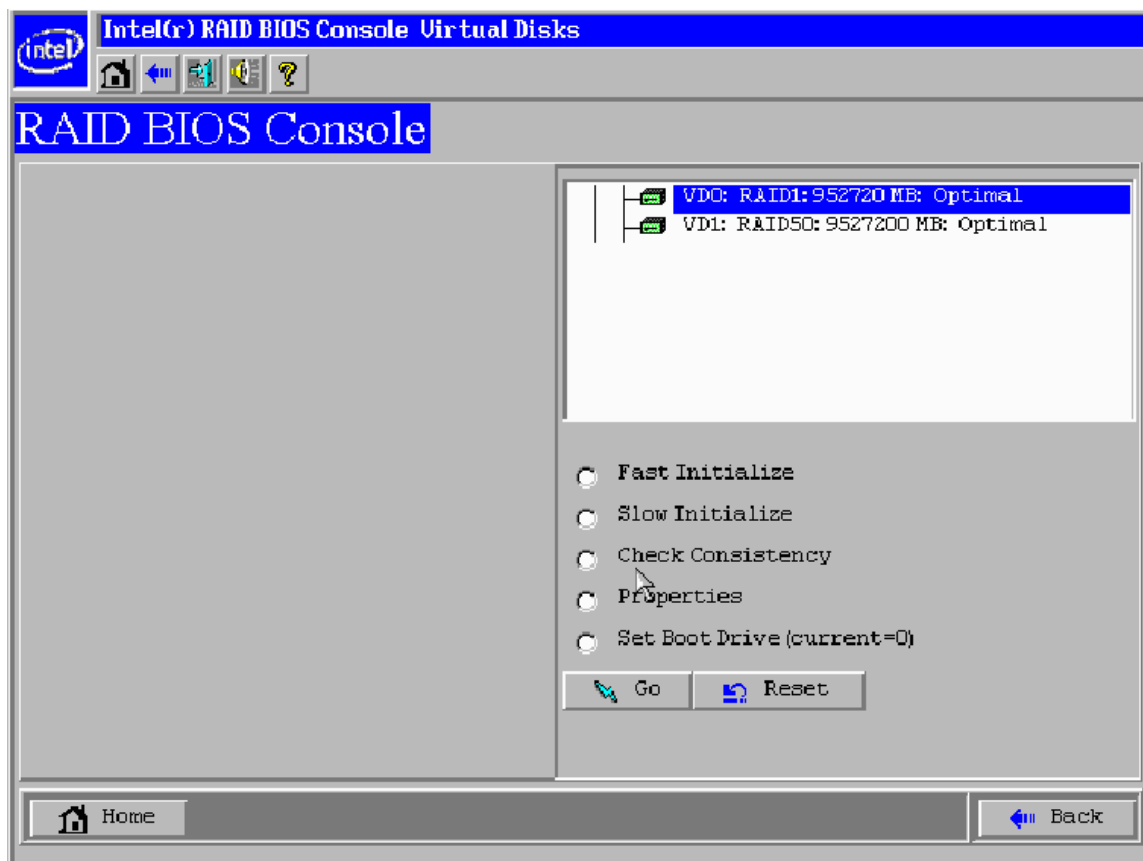 Intel(r) RAID BIOS Console Virtual Disks
intel
RAID BIOS Console
VD0: RAID1: 952720 MB: Optimal
VD1: RAID50: 9527200 MB: Optimal
Fast Initialize
Slow Initialize
Check Consistency
Properties
Set Boot Drive (current=0)
Go
Reset
Home
Back